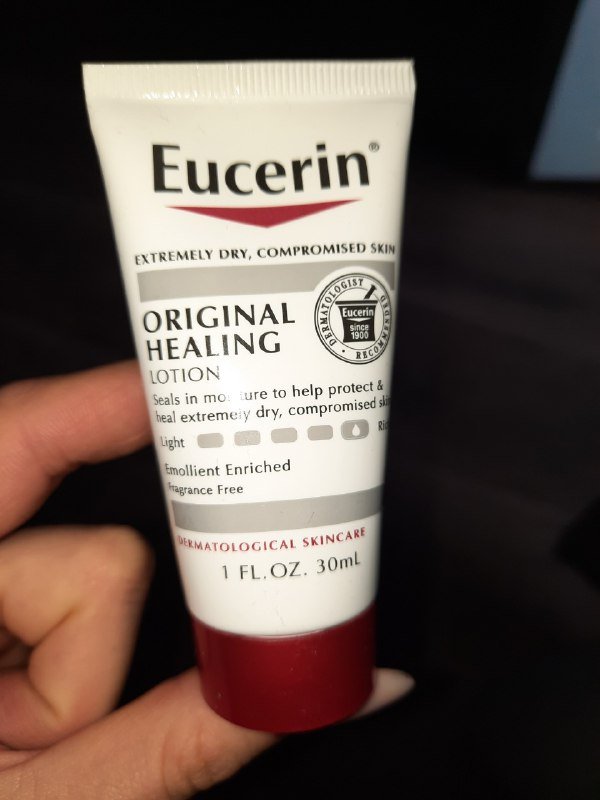 Eucerin®
EXTREMELY DRY, COMPROMISED SKIN
ORIGINAL
HEALING
LOTION
DERMATOLOGIST RECOMMENDED
Eucerin
since
1900
Seals in moisture to help protect &
heal extremely dry, compromised skin
Light
Emollient Enriched
Fragrance Free
DERMATOLOGICAL SKINCARE
1 FL.OZ. 30mL